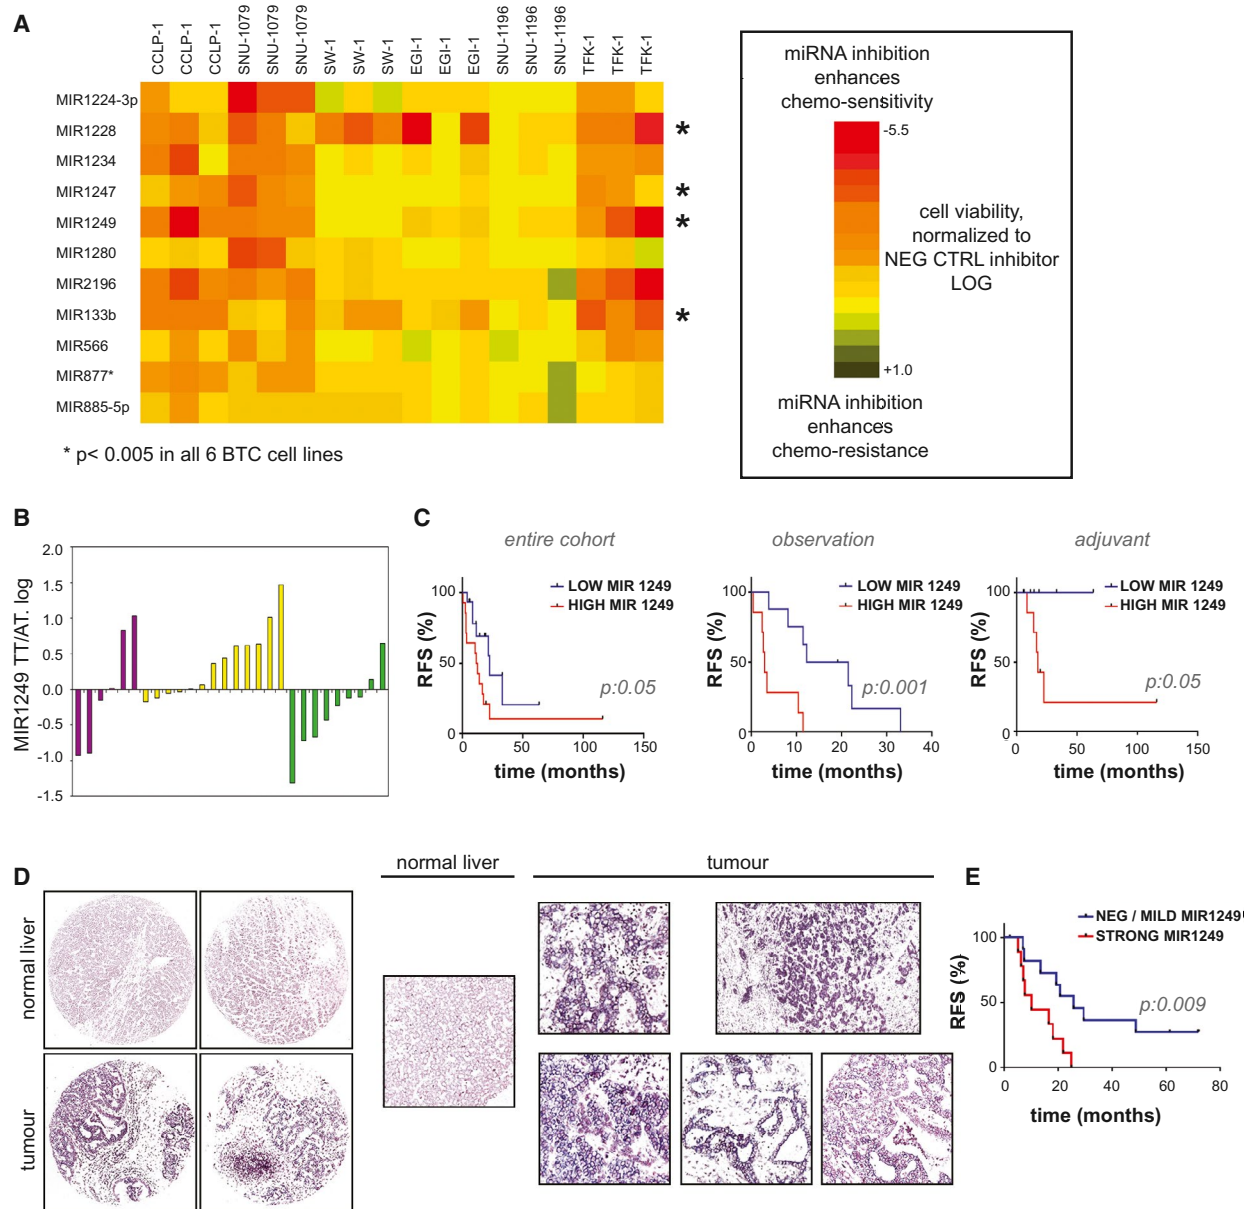 A
CCLP-1 CCLP-1 CCLP-1 SNU-1079 SNU-1079 SNU-1079 SW-1 SW-1 SW-1 EGI-1 EGI-1 EGI-1 SNU-1196 SNU-1196 SNU-1196 TFK-1 TFK-1 TFK-1
MIR1224-3p
MIR1228 *
MIR1234
MIR1247 *
MIR1249 *
MIR1280
MIR2196
MIR133b *
MIR566
MIR877*
MIR885-5p
* p< 0.005 in all 6 BTC cell lines
miRNA inhibition
enhances
chemo-sensitivity
-5.5
cell viability,
normalized to
NEG CTRL inhibitor
LOG
+1.0
miRNA inhibition
enhances
chemo-resistance
B
MIR1249 TT/AT. log
2.0
1.5
1.0
0.5
0.0
-0.5
-1.0
-1.5
C
entire cohort
LOW MIR 1249
HIGH MIR 1249
RFS (%)
100
50
0
p:0.05
0 50 100 150
time (months)
observation
LOW MIR 1249
HIGH MIR 1249
RFS (%)
100
50
0
p:0.001
0 10 20 30 40
time (months)
adjuvant
LOW MIR 1249
HIGH MIR 1249
RFS (%)
100
50
0
p:0.05
0 50 100 150
time (months)
D
normal liver
tumour
normal liver
tumour
E
NEG / MILD MIR1249
STRONG MIR1249
RFS (%)
100
50
0
p:0.009
0 20 40 60 80
time (months)